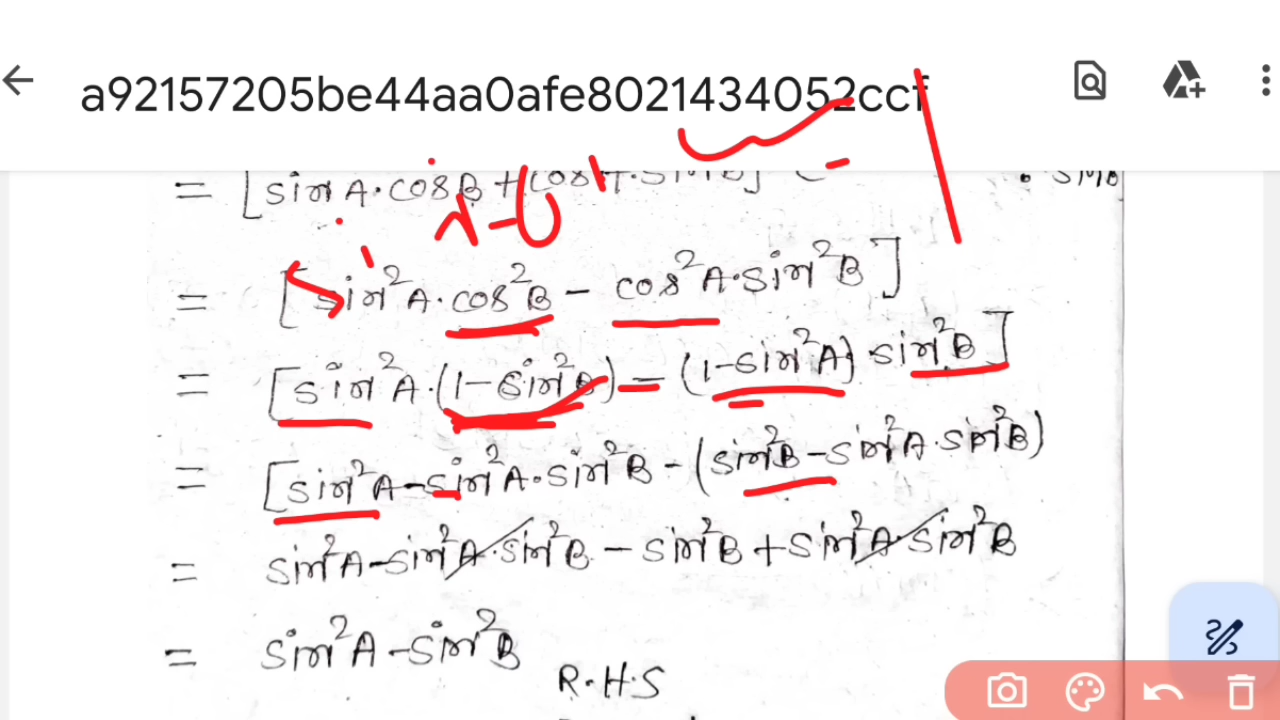 a92157205be44aa0afe8021434052ccf
= [sin A·cos B + cos A·sin B]
= [sin²A·cos²B - cos²A·sin²B]
= [sin²A·(1-sin²B) - (1-sin²A} sin²B]
= [sin²A-sin²A·sin²B-(sin²B-sin²A·sin²B)
= sin²A-sin²A·sin²B - sin²B+sin²A sin²B
= sin²A-sin²B
R.H.S